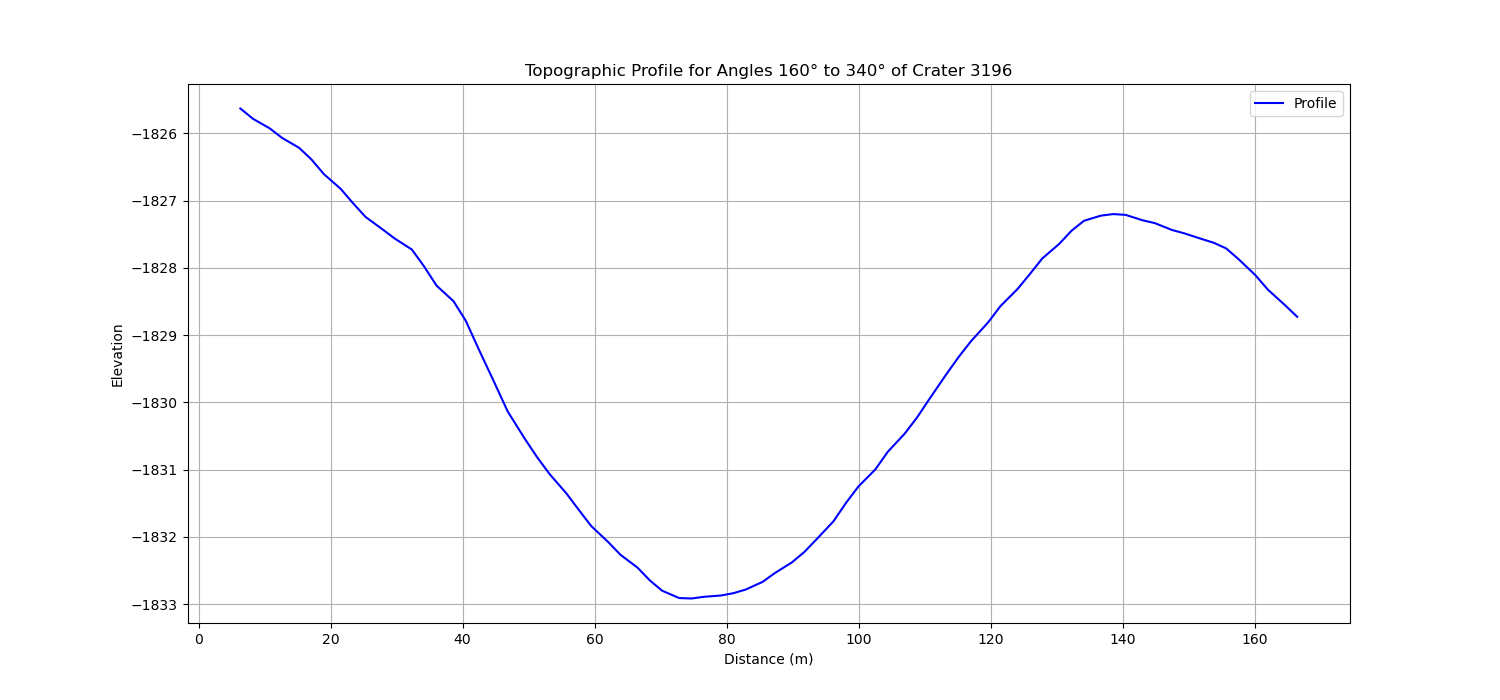 Topographic Profile for Angles 160° to 340° of Crater 3196
Profile
−1826
−1827
−1828
−1829
−1830
−1831
−1832
−1833
Elevation
0 20 40 60 80 100 120 140 160
Distance (m)